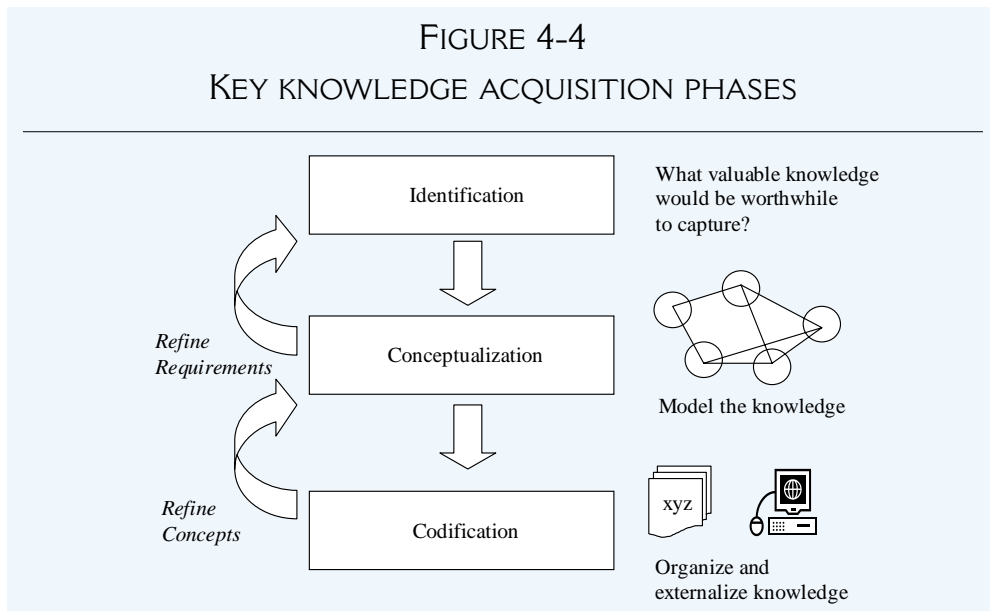 FIGURE 4-4
KEY KNOWLEDGE ACQUISITION PHASES
Identification
What valuable knowledge
would be worthwhile
to capture?
Refine
Requirements
Conceptualization
Model the knowledge
Refine
Concepts
Codification
xyz
Organize and
externalize knowledge